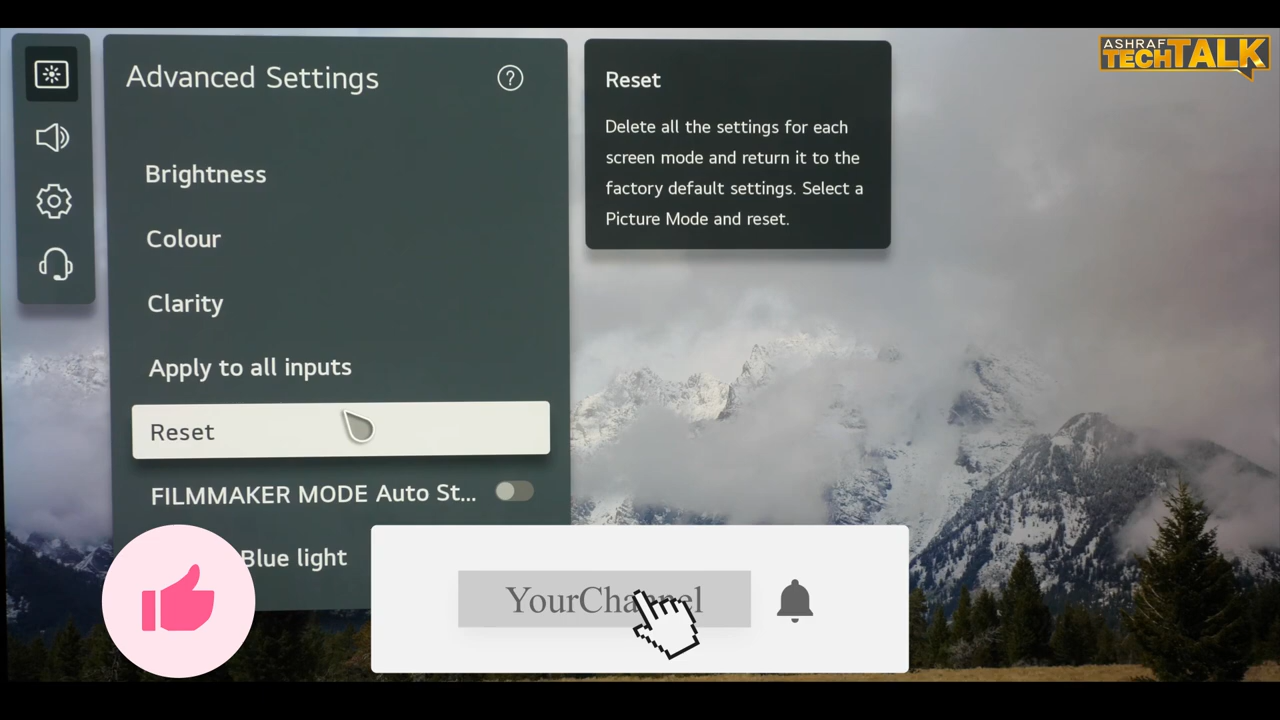 ASHRAF
TECHTALK
Advanced Settings
?
Brightness
Colour
Clarity
Apply to all inputs
Reset
FILMMAKER MODE Auto St...
Blue light
Reset
Delete all the settings for each
screen mode and return it to the
factory default settings. Select a
Picture Mode and reset.